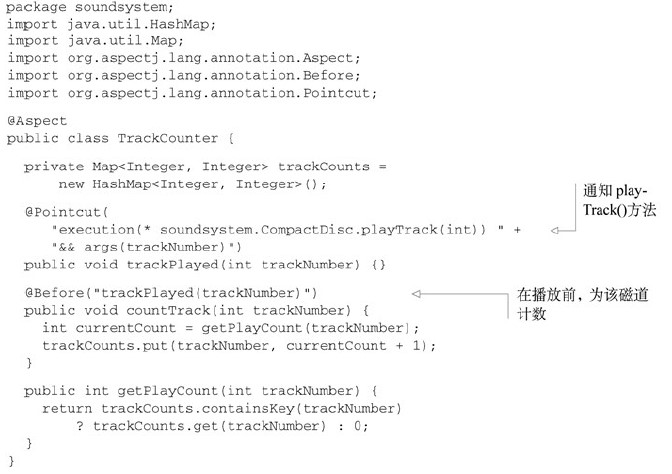 package soundsystem;
import java.util.HashMap;
import java.util.Map;
import org.aspectj.lang.annotation.Aspect;
import org.aspectj.lang.annotation.Before;
import org.aspectj.lang.annotation.Pointcut;
@Aspect
public class TrackCounter {
private Map<Integer, Integer> trackCounts =
new HashMap<Integer, Integer>();
@Pointcut(
"execution(* soundsystem.CompactDisc.playTrack(int)) " +
"&& args(trackNumber)")
public void trackPlayed(int trackNumber) {}
通知 play-
Track()方法
@Before("trackPlayed(trackNumber)")
public void countTrack(int trackNumber) {
int currentCount = getPlayCount(trackNumber);
trackCounts.put(trackNumber, currentCount + 1);
}
在播放前，为该磁道
计数
public int getPlayCount(int trackNumber) {
return trackCounts.containsKey(trackNumber)
? trackCounts.get(trackNumber) : 0;
}
}